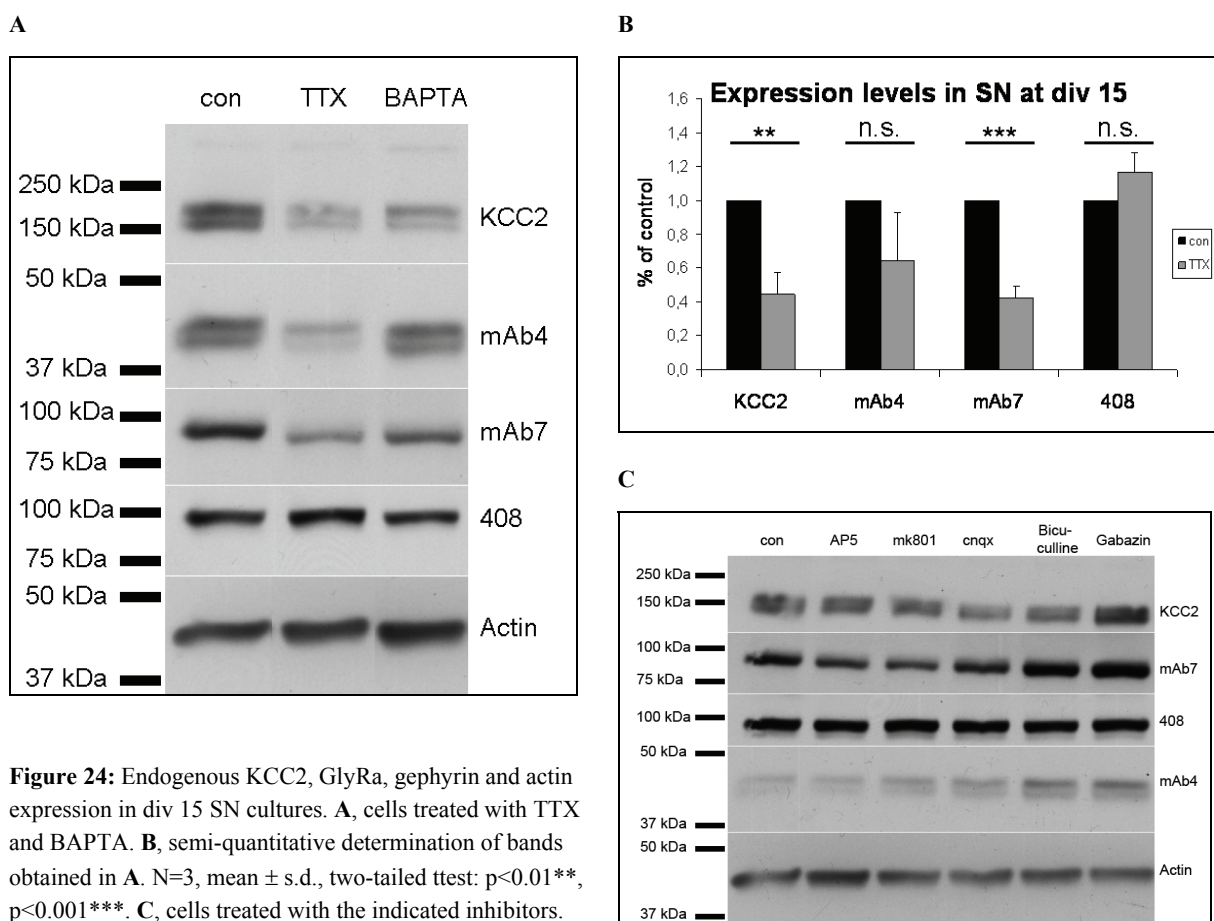 A
con TTX BAPTA
250 kDa
150 kDa
KCC2
50 kDa
mAb4
37 kDa
100 kDa
mAb7
75 kDa
100 kDa
408
75 kDa
50 kDa
Actin
37 kDa
B
Expression levels in SN at div 15
1,6
1,4
1,2
1,0
0,8
0,6
0,4
0,2
0,0
% of control
** n.s. *** n.s.
con
TTX
KCC2 mAb4 mAb7 408
C
con AP5 mk801 cnqx Bicu-culline Gabazin
250 kDa
150 kDa
KCC2
100 kDa
mAb7
75 kDa
100 kDa
408
50 kDa
mAb4
37 kDa
50 kDa
Actin
37 kDa
Figure 24: Endogenous KCC2, GlyRa, gephyrin and actin
expression in div 15 SN cultures. A, cells treated with TTX
and BAPTA. B, semi-quantitative determination of bands
obtained in A. N=3, mean ± s.d., two-tailed ttest: p<0.01**,
p<0.001***. C, cells treated with the indicated inhibitors.